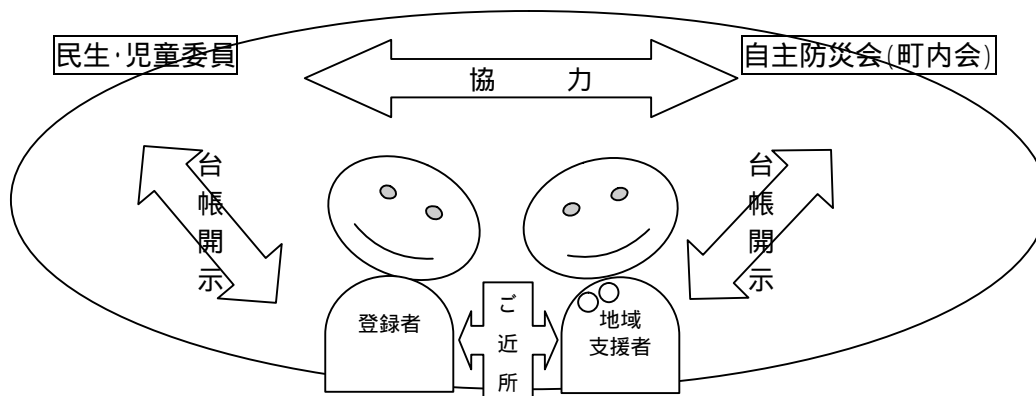 民生・児童委員
自主防災会(町内会)
協　　力
台帳開示
台帳開示
登録者
ご近所
地域
支援者